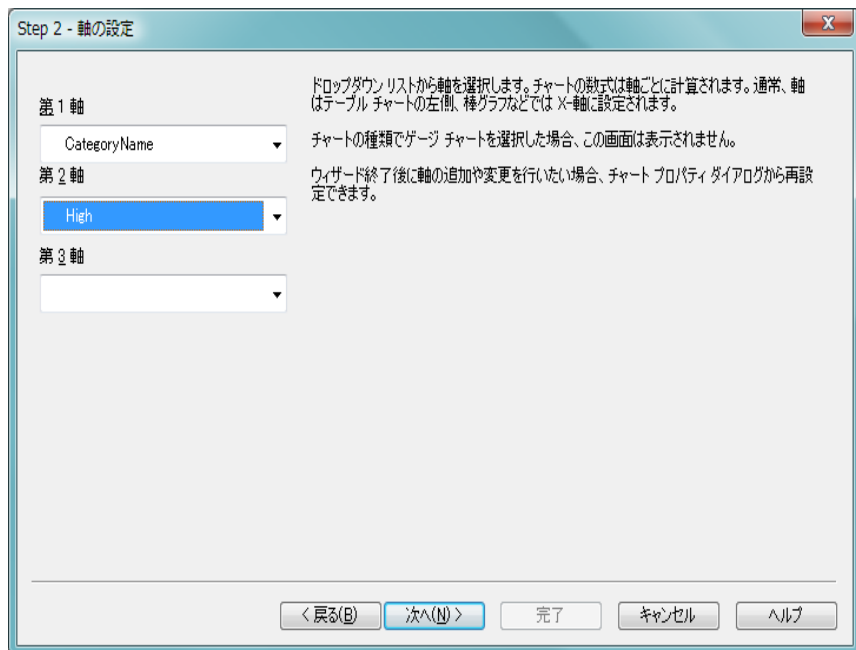 Step 2 - 軸の設定
第1軸
CategoryName
第2軸
High
第3軸
ドロップダウン リストから軸を選択します。チャートの数式は軸ごとに計算されます。通常、軸
はテーブル チャートの左側、棒グラフなどでは X-軸に設定されます。
チャートの種類でゲージ チャートを選択した場合、この画面は表示されません。
ウィザード終了後に軸の追加や変更を行いたい場合、チャート プロパティ ダイアログから再設
定できます。
< 戻る(B)
次へ(N) >
完了
キャンセル
ヘルプ